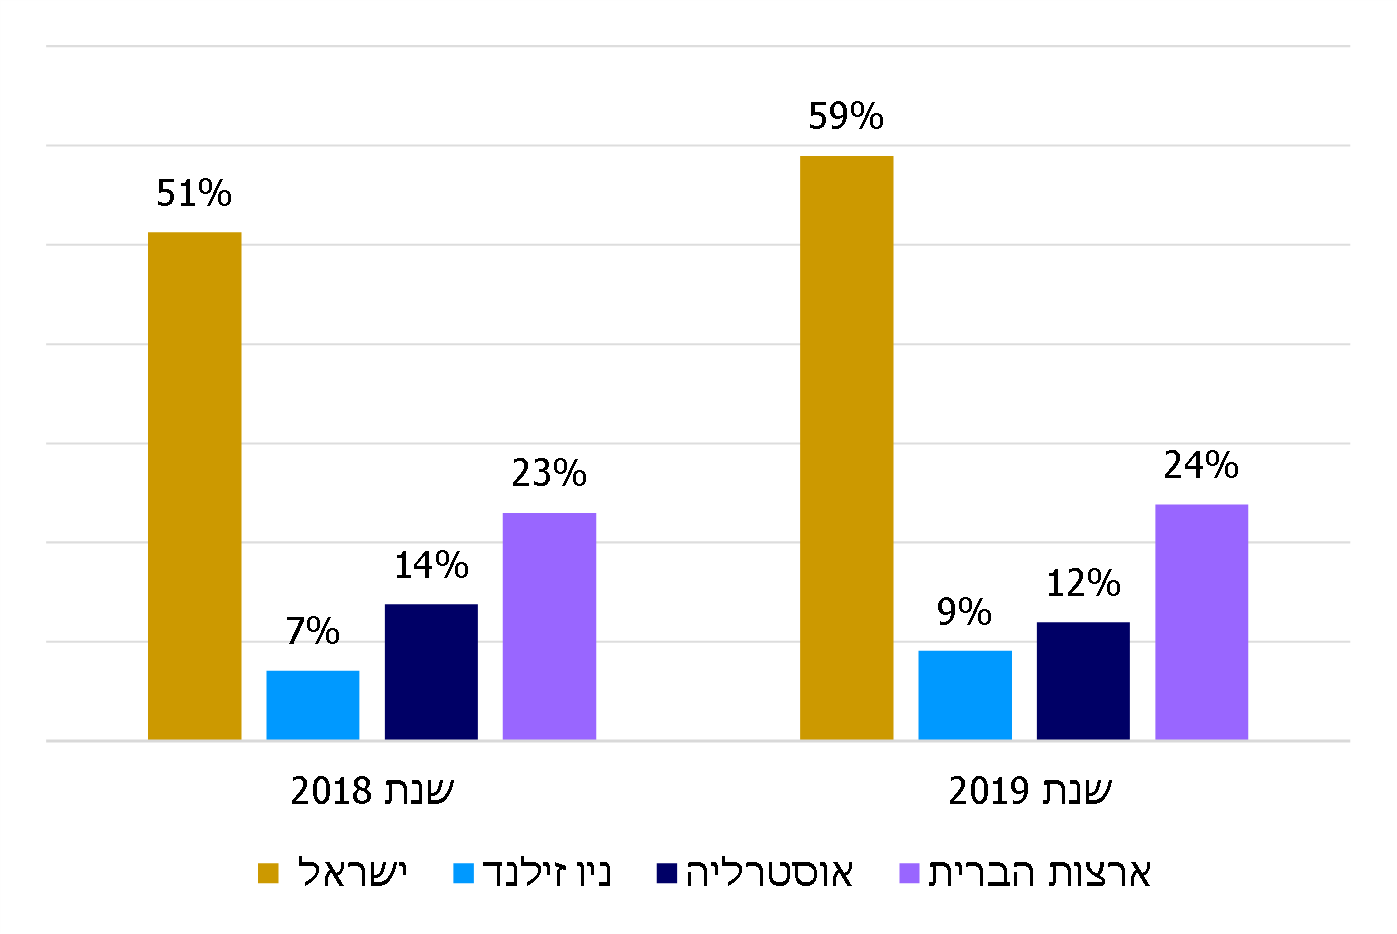 59%
51%
24%
23%
14%
12%
9%
7%
שנת 2018
שנת 2019
ישראל
ניו זילנד
אוסטרליה
ארצות הברית